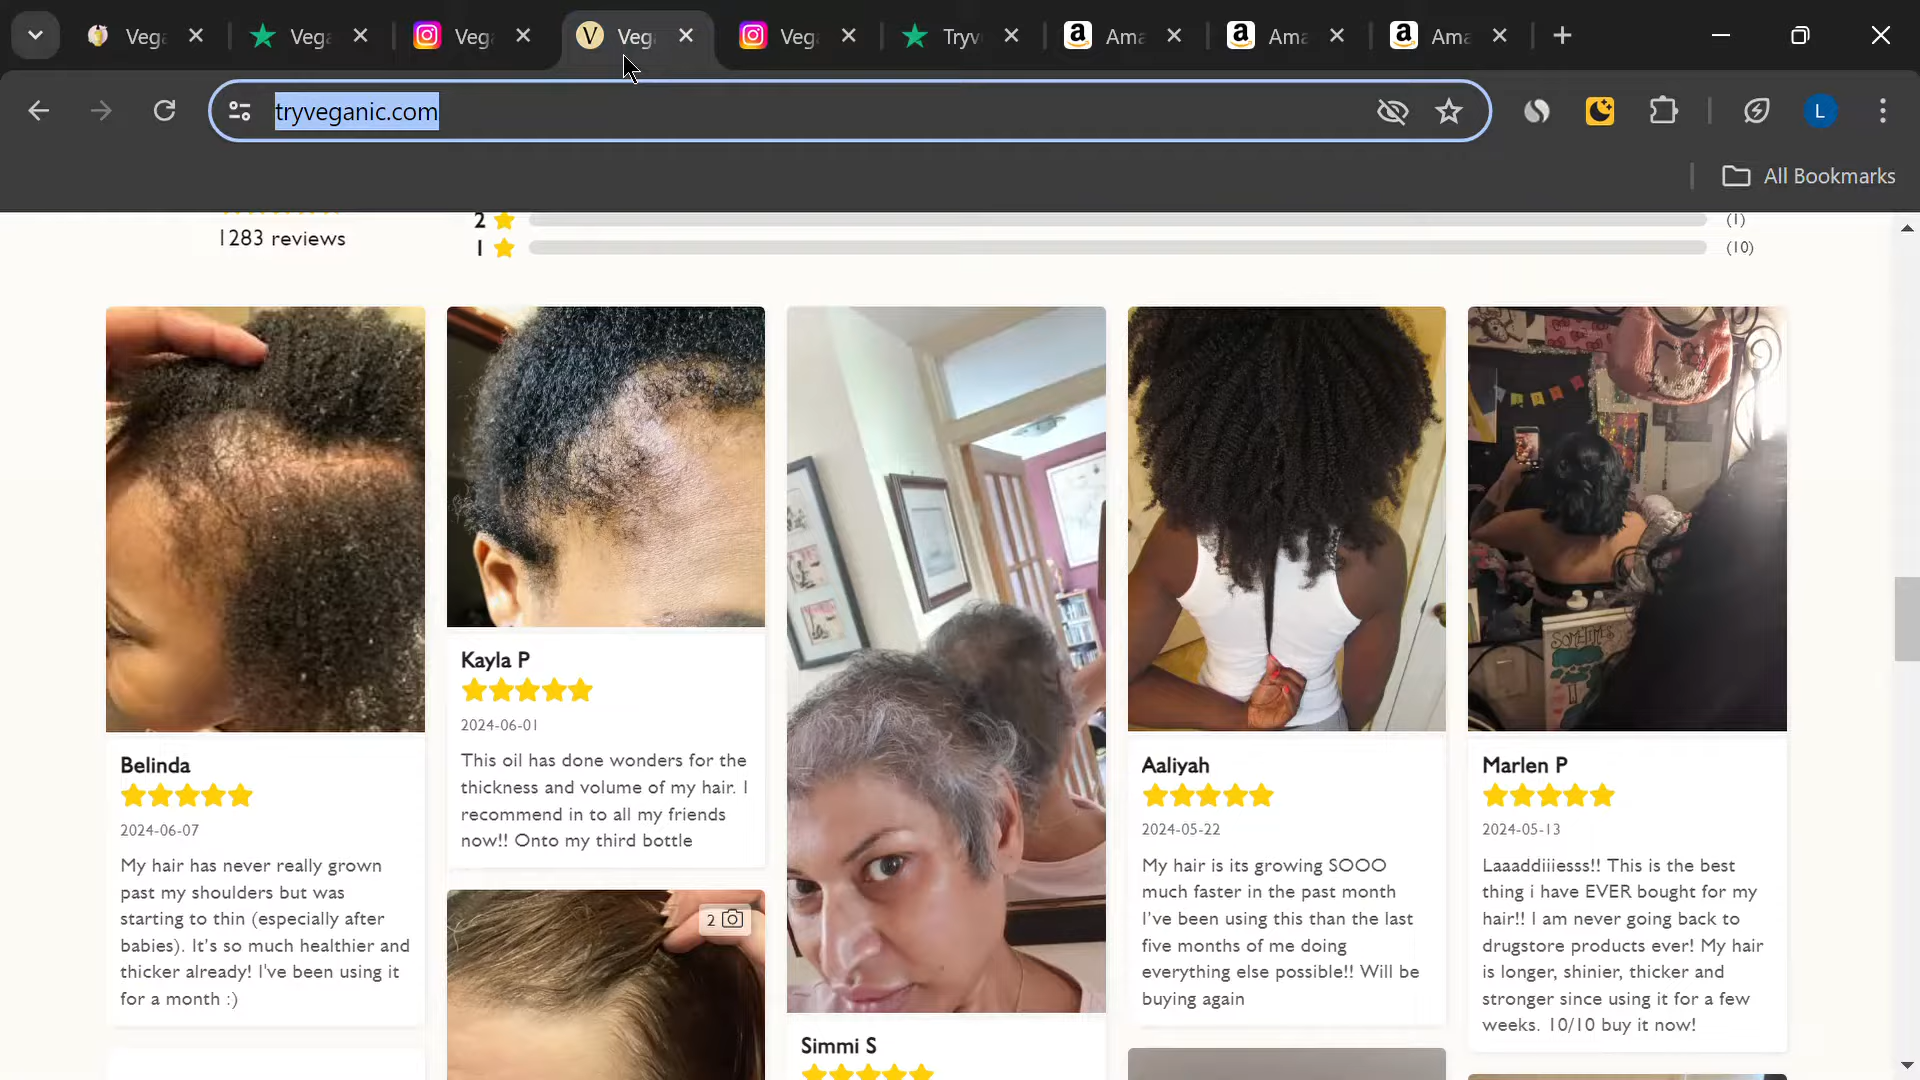 Vega
Vega
Vega
Vega
Vega
Tryv
Ama
Ama
Ama
tryveganic.com
L
All Bookmarks
1283 reviews
2 (1)
1 (10)
SOMETIMES
Belinda
2024-06-07
My hair has never really grown
past my shoulders but was
starting to thin (especially after
babies). It's so much healthier and
thicker already! I've been using it
for a month :)
Kayla P
2024-06-01
This oil has done wonders for the
thickness and volume of my hair. I
recommend in to all my friends
now!! Onto my third bottle
2
Simmi S
Aaliyah
2024-05-22
My hair is its growing SOOO
much faster in the past month
I've been using this than the last
five months of me doing
everything else possible!! Will be
buying again
Marlen P
2024-05-13
Laaaddiiiesss!! This is the best
thing i have EVER bought for my
hair!! I am never going back to
drugstore products ever! My hair
is longer, shinier, thicker and
stronger since using it for a few
weeks. 10/10 buy it now!